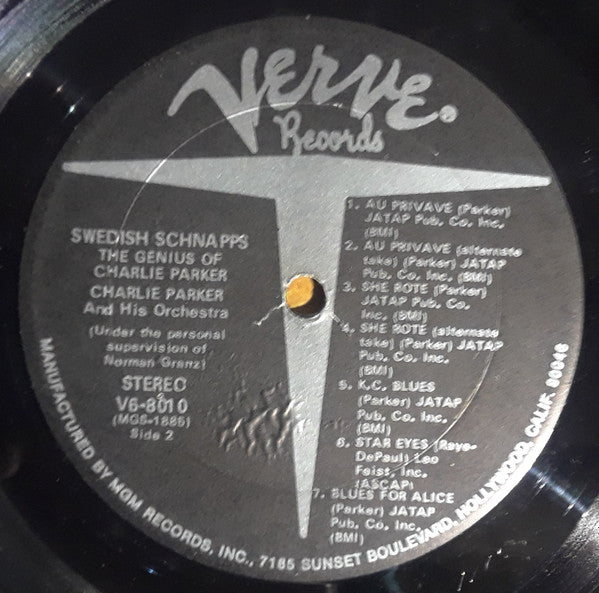 Verve.
Records
SWEDISH SCHNAPPS
THE GENIUS OF
CHARLIE PARKER
CHARLIE PARKER
And His Orchestra
(Under the personal
supervision of
Norman Granz)
STEREO
V6-8010
(MGS-1885)
Side 2
1. AU PRIVAVE (Parker)
JATAP Pub. Co. Inc.
(BMI)
2. AU PRIVAVE (alternate
take) (Parker) JATAP
Pub. Co. Inc. (BMI)
3. SHE ROTE (Parker)
JATAP Pub. Co.
Inc. (BMI)
4. SHE ROTE (alternate
take) (Parker) JATAP
Pub. Co. Inc.
(BMI)
5. K.C. BLUES
(Parker) JATAP
Pub. Co. Inc.
(BMI)
6. STAR EYES (Raye-
DePaul) Leo
Feist, Inc.
(ASCAP)
7. BLUES FOR ALICE
(Parker) JATAP
Pub. Co. Inc.
(BMI)
MANUFACTURED BY MGM RECORDS, INC., 7165 SUNSET BOULEVARD, HOLLYWOOD, CALIF. 90046